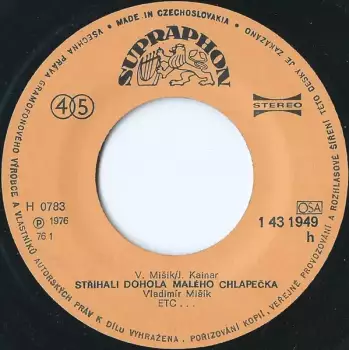 MADE IN CZECHOSLOVAKIA • VŠECHNA PRÁVA GRAMOFONOVÉHO VÝROBCE A VLASTNÍKŮ AUTORSKÝCH PRÁV K DÍLU VYHRAZENA. POŘIZOVÁNÍ KOPIÍ, VEŘEJNÉ PROVOZOVÁNÍ A ROZHLASOVÉ ŠÍŘENÍ TÉTO DESKY JE ZAKÁZÁNO •
SUPRAPHON
45
STEREO
H 0783
℗ 1976
76 1
OSA
1 43 1949
h
V. Mišík/J. Kainar
STŘÍHALI DOHOLA MALÉHO CHLAPEČKA
Vladimír Mišík
ETC...